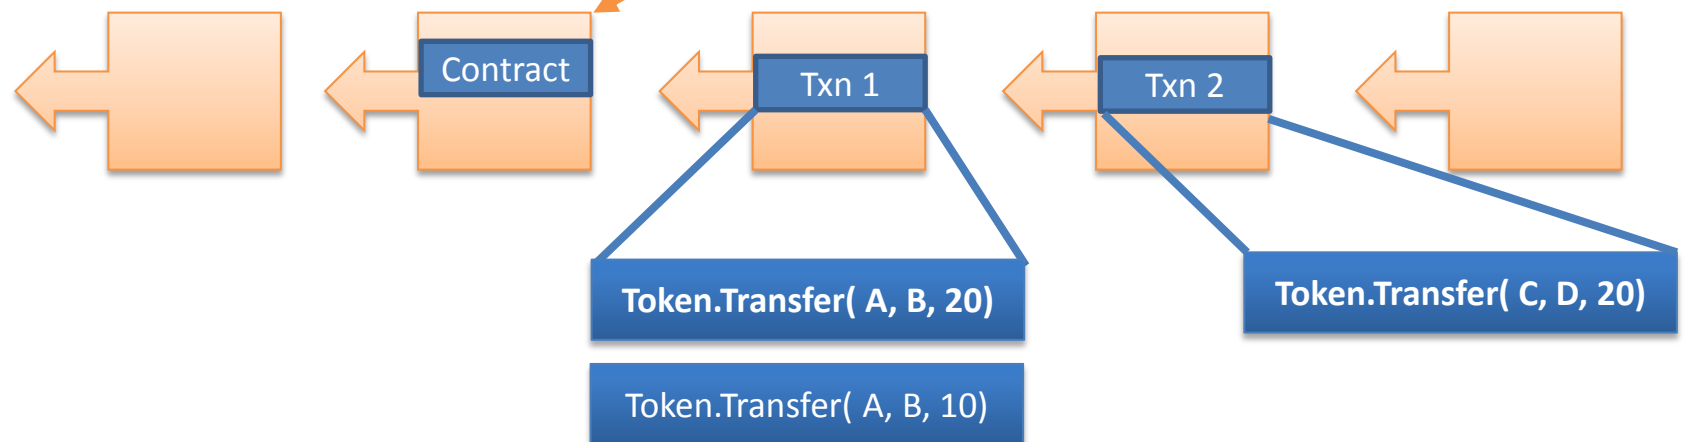 Contract
Txn 1
Txn 2
Token.Transfer( A, B, 20)
Token.Transfer( C, D, 20)
Token.Transfer( A, B, 10)